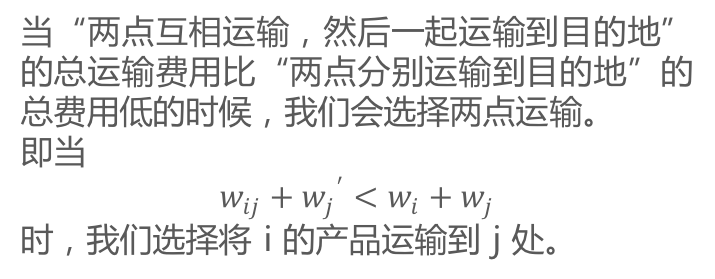 当“两点互相运输，然后一起运输到目的地”
的总运输费用比“两点分别运输到目的地”的
总费用低的时候，我们会选择两点运输。
即当
w_{ij} + w_j' < w_i + w_j
时，我们选择将 i 的产品运输到 j 处。